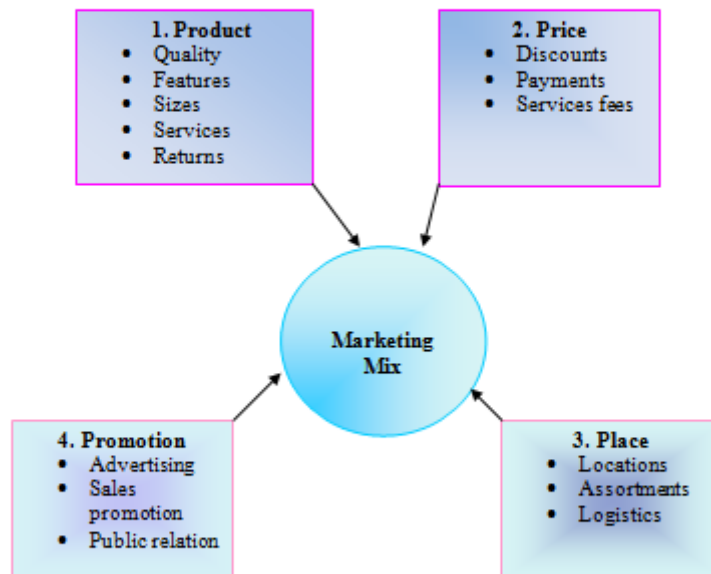 1. Product
• Quality
• Features
• Sizes
• Services
• Returns
2. Price
• Discounts
• Payments
• Services fees
Marketing
Mix
4. Promotion
• Advertising
• Sales
promotion
• Public relation
3. Place
• Locations
• Assortments
• Logistics